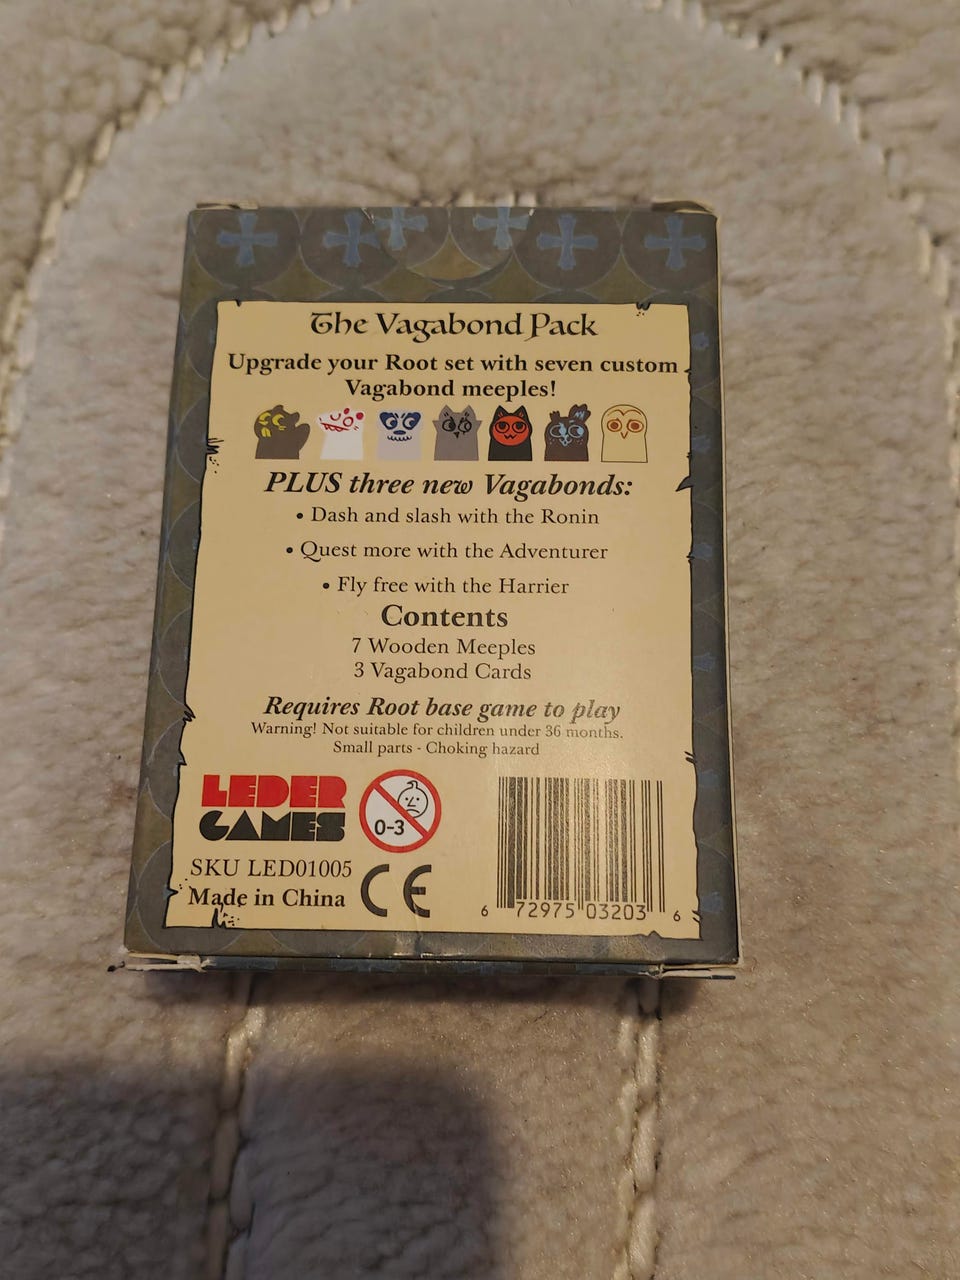 The Vagabond Pack
Upgrade your Root set with seven custom
Vagabond meeples!
PLUS three new Vagabonds:
• Dash and slash with the Ronin
• Quest more with the Adventurer
• Fly free with the Harrier
Contents
7 Wooden Meeples
3 Vagabond Cards
Requires Root base game to play
Warning! Not suitable for children under 36 months.
Small parts - Choking hazard
LEDER
GAMES
0-3
SKU LED01005
Made in China
CE
6 72975 03203 6